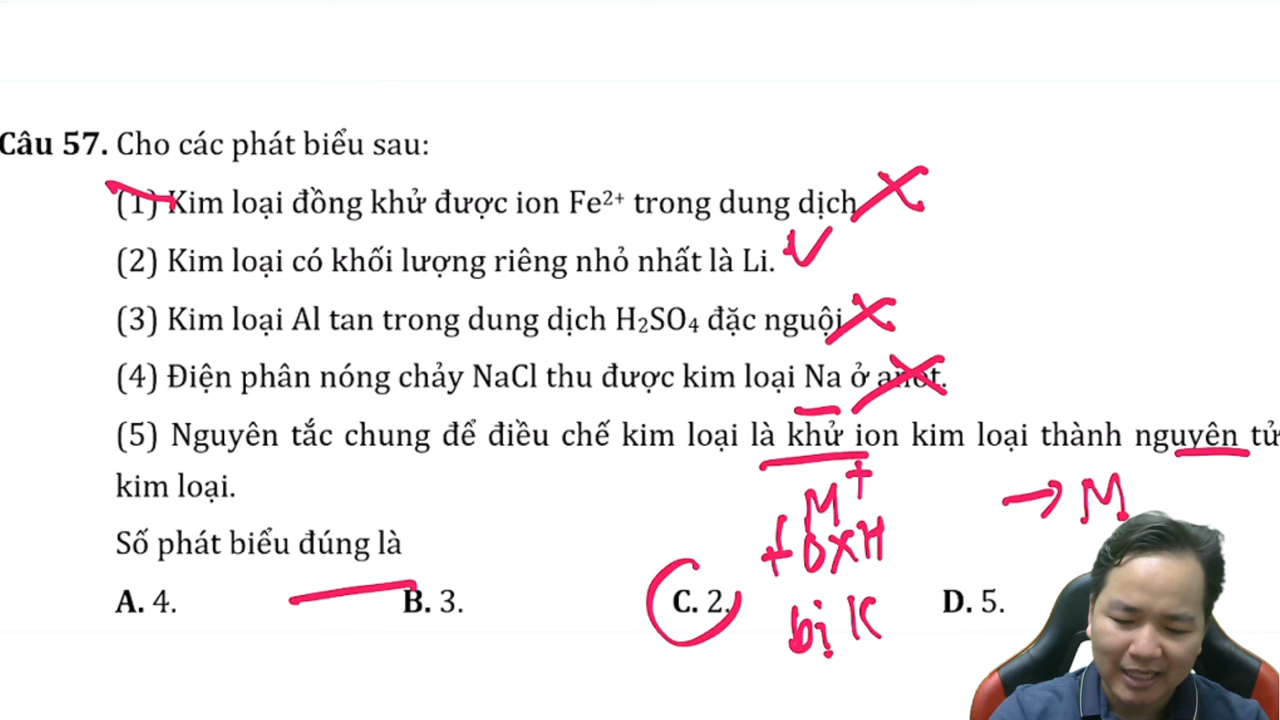 Câu 57. Cho các phát biểu sau:
(1) Kim loại đồng khử được ion Fe²⁺ trong dung dịch
(2) Kim loại có khối lượng riêng nhỏ nhất là Li.
(3) Kim loại Al tan trong dung dịch H₂SO₄ đặc nguội
(4) Điện phân nóng chảy NaCl thu được kim loại Na ở anot.
(5) Nguyên tắc chung để điều chế kim loại là khử ion kim loại thành nguyên tử
kim loại.
M⁺ → M
Số phát biểu đúng là
OXH
A. 4. B. 3. C. 2. D. 5.
bị K